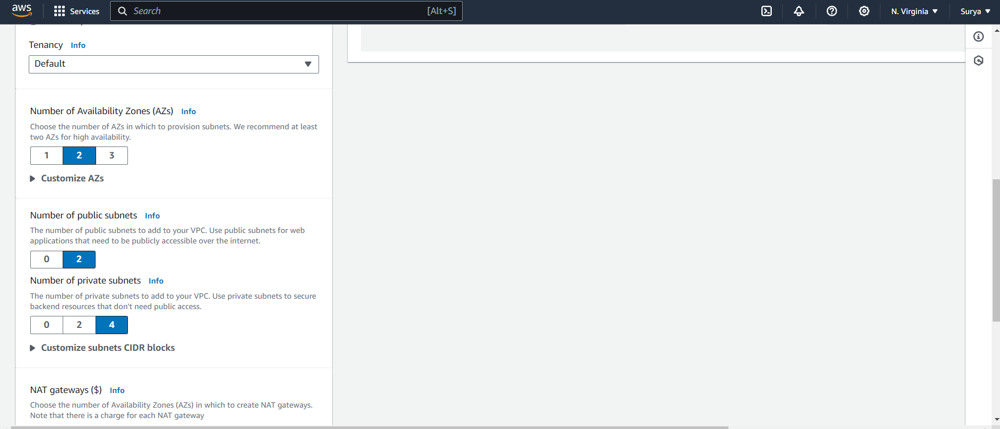 aws
Services
Search
[Alt+S]
N. Virginia
Surya
Tenancy Info
Default
Number of Availability Zones (AZs) Info
Choose the number of AZs in which to provision subnets. We recommend at least
two AZs for high availability.
1 2 3
Customize AZs
Number of public subnets Info
The number of public subnets to add to your VPC. Use public subnets for web
applications that need to be publicly accessible over the internet.
0 2
Number of private subnets Info
The number of private subnets to add to your VPC. Use private subnets to secure
backend resources that don't need public access.
0 2 4
Customize subnets CIDR blocks
NAT gateways ($) Info
Choose the number of Availability Zones (AZs) in which to create NAT gateways.
Note that there is a charge for each NAT gateway